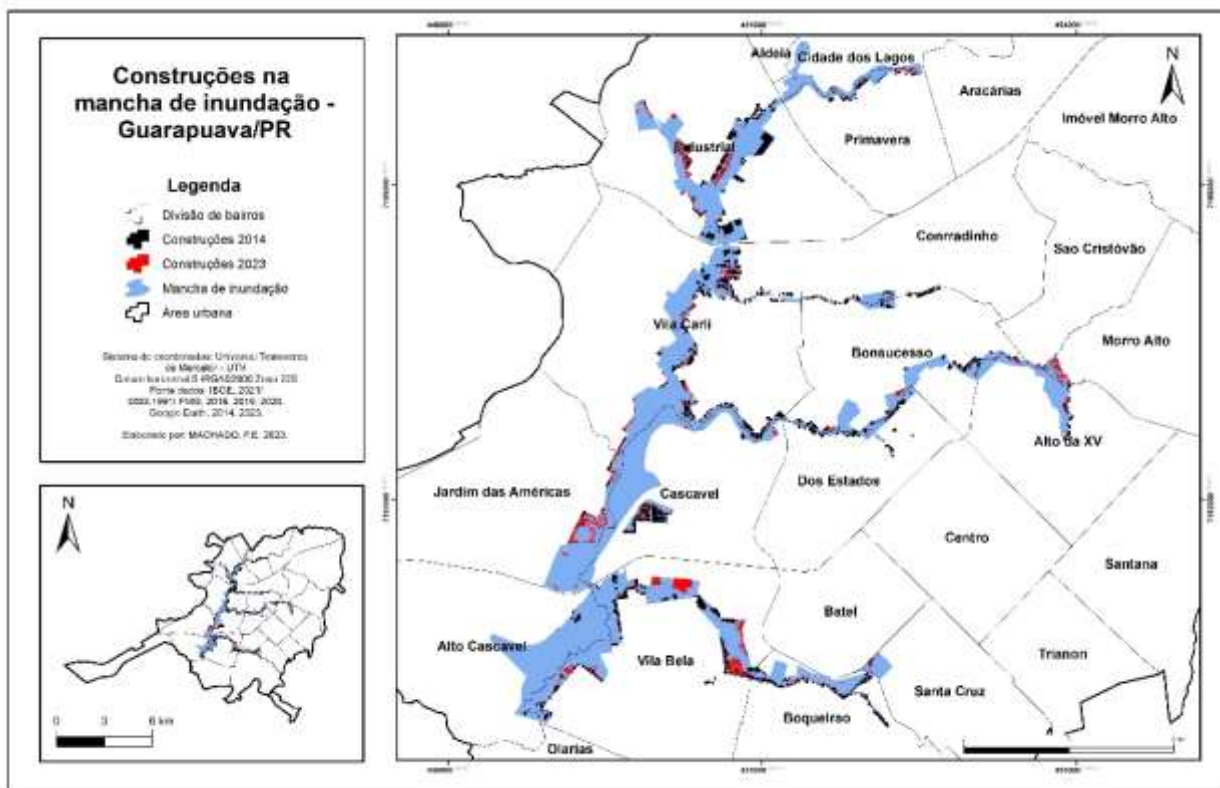 Construções na
mancha de inundação -
Guarapuava/PR
Legenda
Divisão de bairros
Construções 2014
Construções 2023
Mancha de inundação
Área urbana
Sistema de coordenadas: Universal Transversa
de Mercator - UTM
Fonte dados: IBGE, 2021/
Google Earth, 2014, 2023.
Elaborado por: MACHADO, P.E. 2023.
N
0 3 6 km
N
Aldeia
Cidade dos Lagos
Aracárias
Imóvel Morro Alto
Industrial
Primavera
Conrradinho
Sao Cristóvão
Vila Carli
Bonsucesso
Morro Alto
Alto da XV
Jardim das Américas
Cascavel
Dos Estados
Centro
Santana
Batel
Alto Cascavel
Vila Bela
Trianon
Santa Cruz
Boqueirao
Olarias